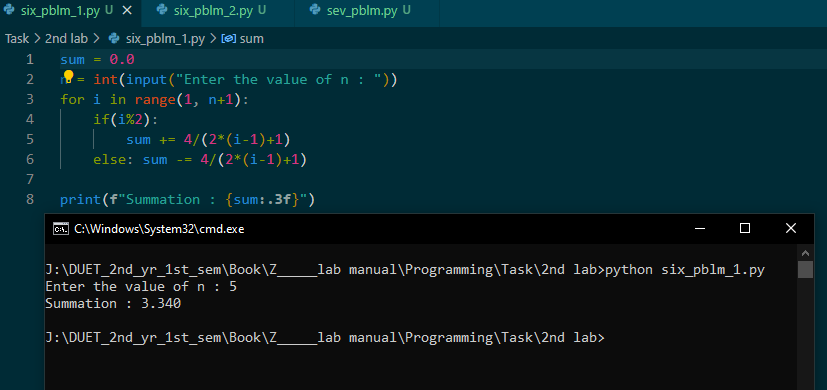 six_pblm_1.py U × six_pblm_2.py U sev_pblm.py U
Task > 2nd lab > six_pblm_1.py > sum
1 sum = 0.0
2 = int(input("Enter the value of n : "))
3 for i in range(1, n+1):
4 if(i%2):
5 sum += 4/(2*(i-1)+1)
6 else: sum -= 4/(2*(i-1)+1)
7
8 print(f"Summation : {sum:.3f}")
C:\Windows\System32\cmd.exe
J:\DUET_2nd_yr_1st_sem\Book\Z_____lab manual\Programming\Task\2nd lab>python six_pblm_1.py
Enter the value of n : 5
Summation : 3.340
J:\DUET_2nd_yr_1st_sem\Book\Z_____lab manual\Programming\Task\2nd lab>